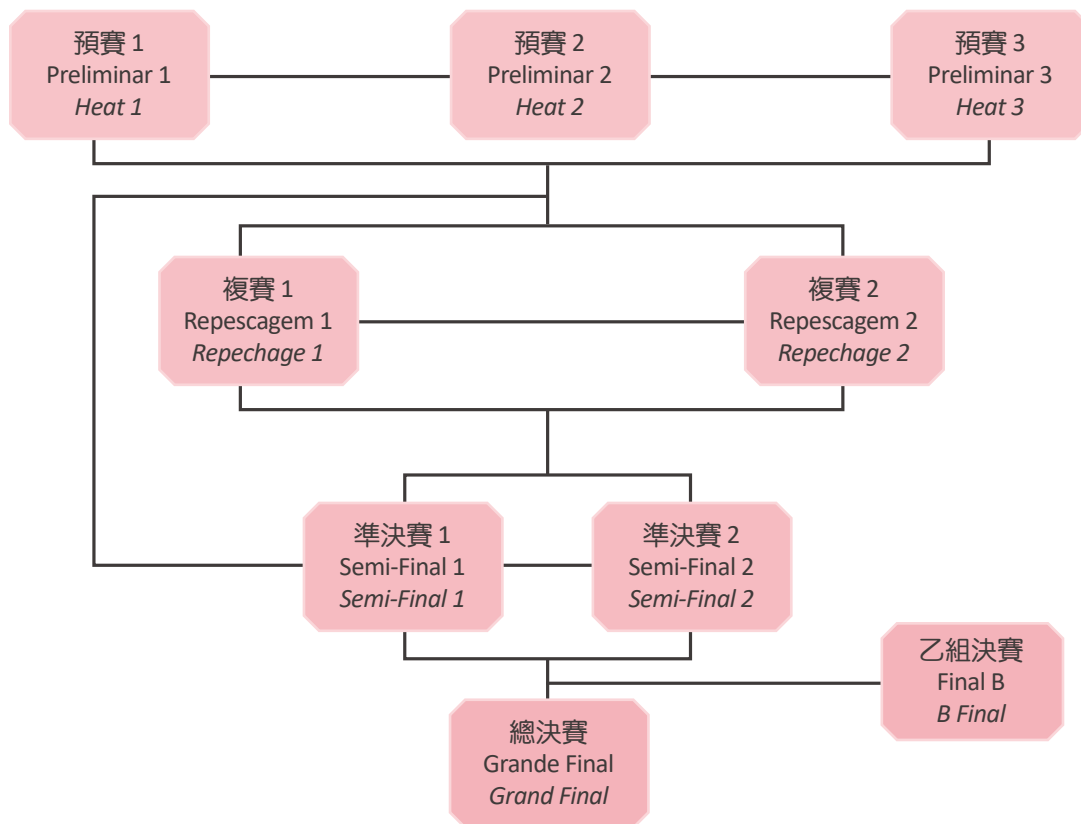 預賽 1
Preliminar 1
Heat 1
預賽 2
Preliminar 2
Heat 2
預賽 3
Preliminar 3
Heat 3
複賽 1
Repescagem 1
Repechage 1
複賽 2
Repescagem 2
Repechage 2
準決賽 1
Semi-Final 1
Semi-Final 1
準決賽 2
Semi-Final 2
Semi-Final 2
乙組決賽
Final B
B Final
總決賽
Grande Final
Grand Final